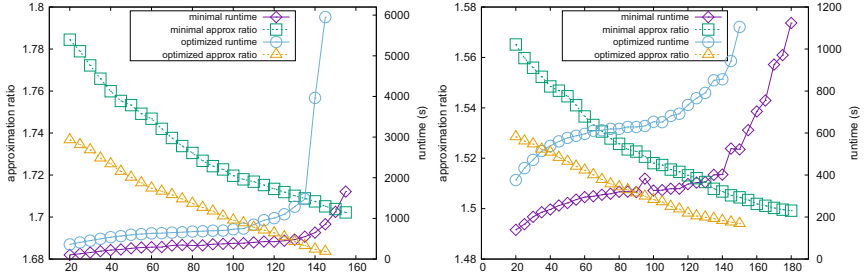 minimal runtime
minimal approx ratio
optimized runtime
optimized approx ratio
approximation ratio
1.8
1.78
1.76
1.74
1.72
1.7
1.68
20 40 60 80 100 120 140 160
6000
5000
4000
3000
2000
1000
0
runtime (s)
minimal runtime
minimal approx ratio
optimized runtime
optimized approx ratio
approximation ratio
1.58
1.56
1.54
1.52
1.5
1.48
0 20 40 60 80 100 120 140 160 180
1200
1000
800
600
400
200
0
runtime (s)